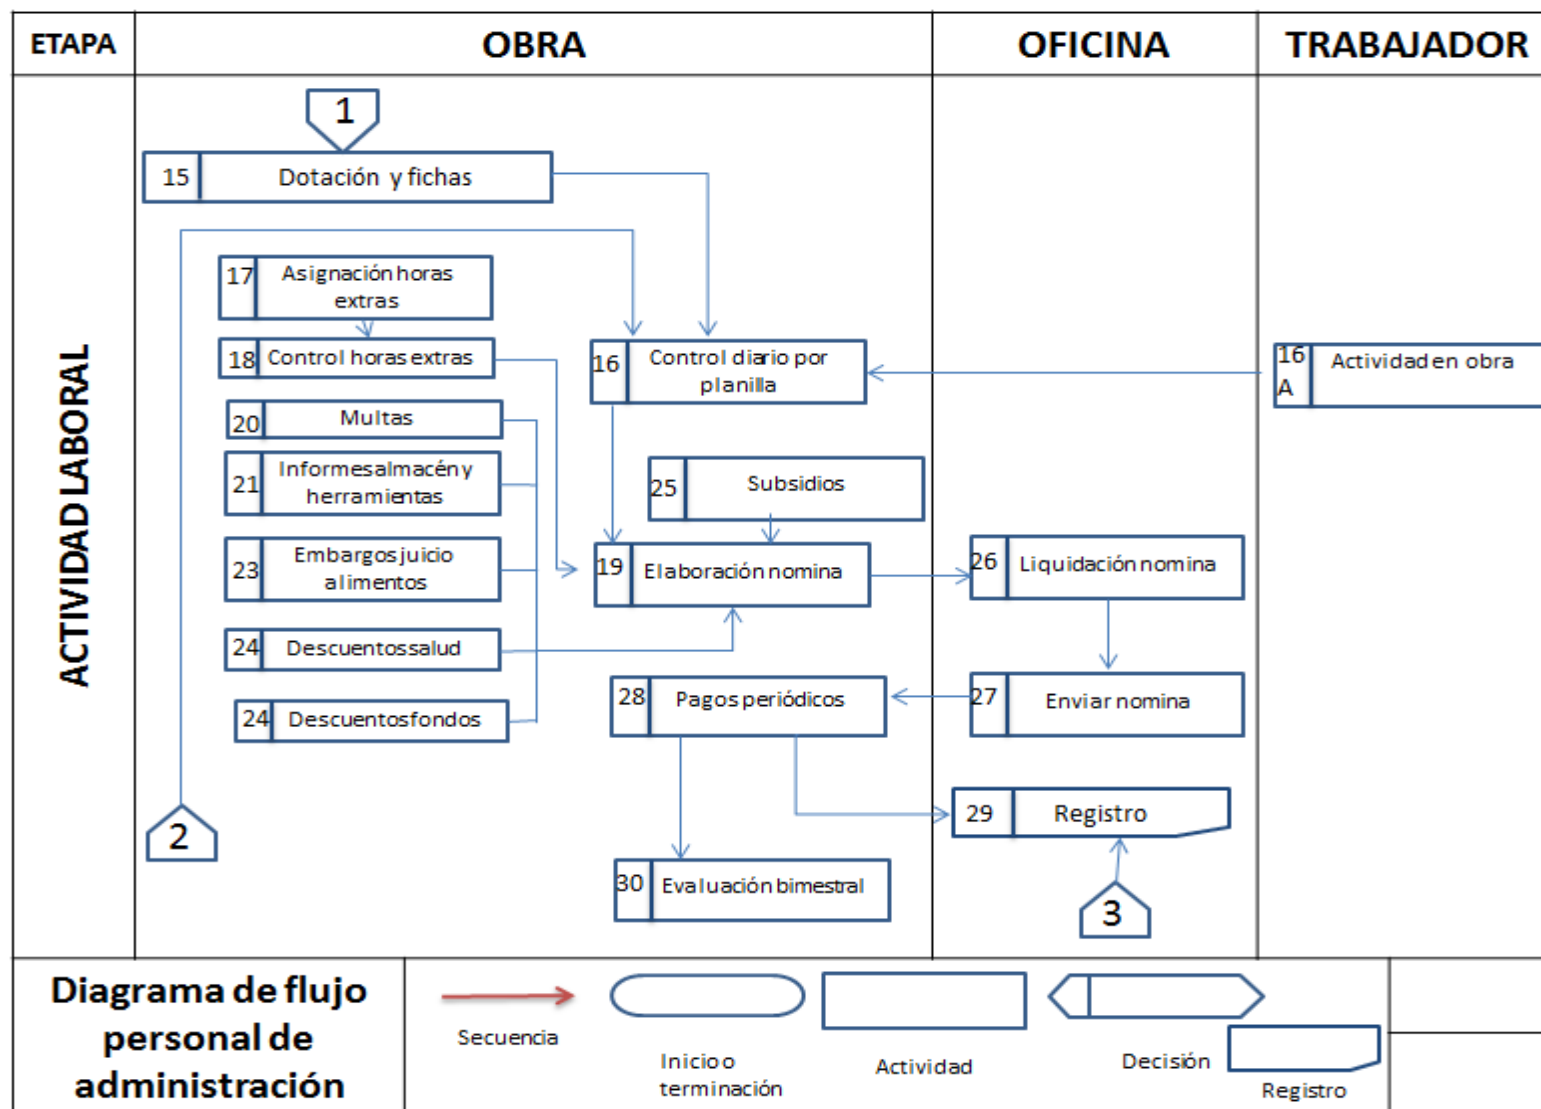 ETAPA
OBRA
OFICINA
TRABAJADOR
ACTIVIDAD LABORAL
1
15 Dotación y fichas
17 Asignación horas
extras
18 Control horas extras
16 Control diario por
planilla
16
A
Actividad en obra
20 Multas
21 Informes almacén y
herramientas
25 Subsidios
23 Embargos juicio
alimentos
19 Elaboración nomina
26 Liquidación nomina
24 Descuentos salud
28 Pagos periódicos
27 Enviar nomina
24 Descuentos fondos
29 Registro
2
30 Evaluación bimestral
3
Diagrama de flujo
personal de
administración
Secuencia
Inicio o
terminación
Actividad
Decisión
Registro